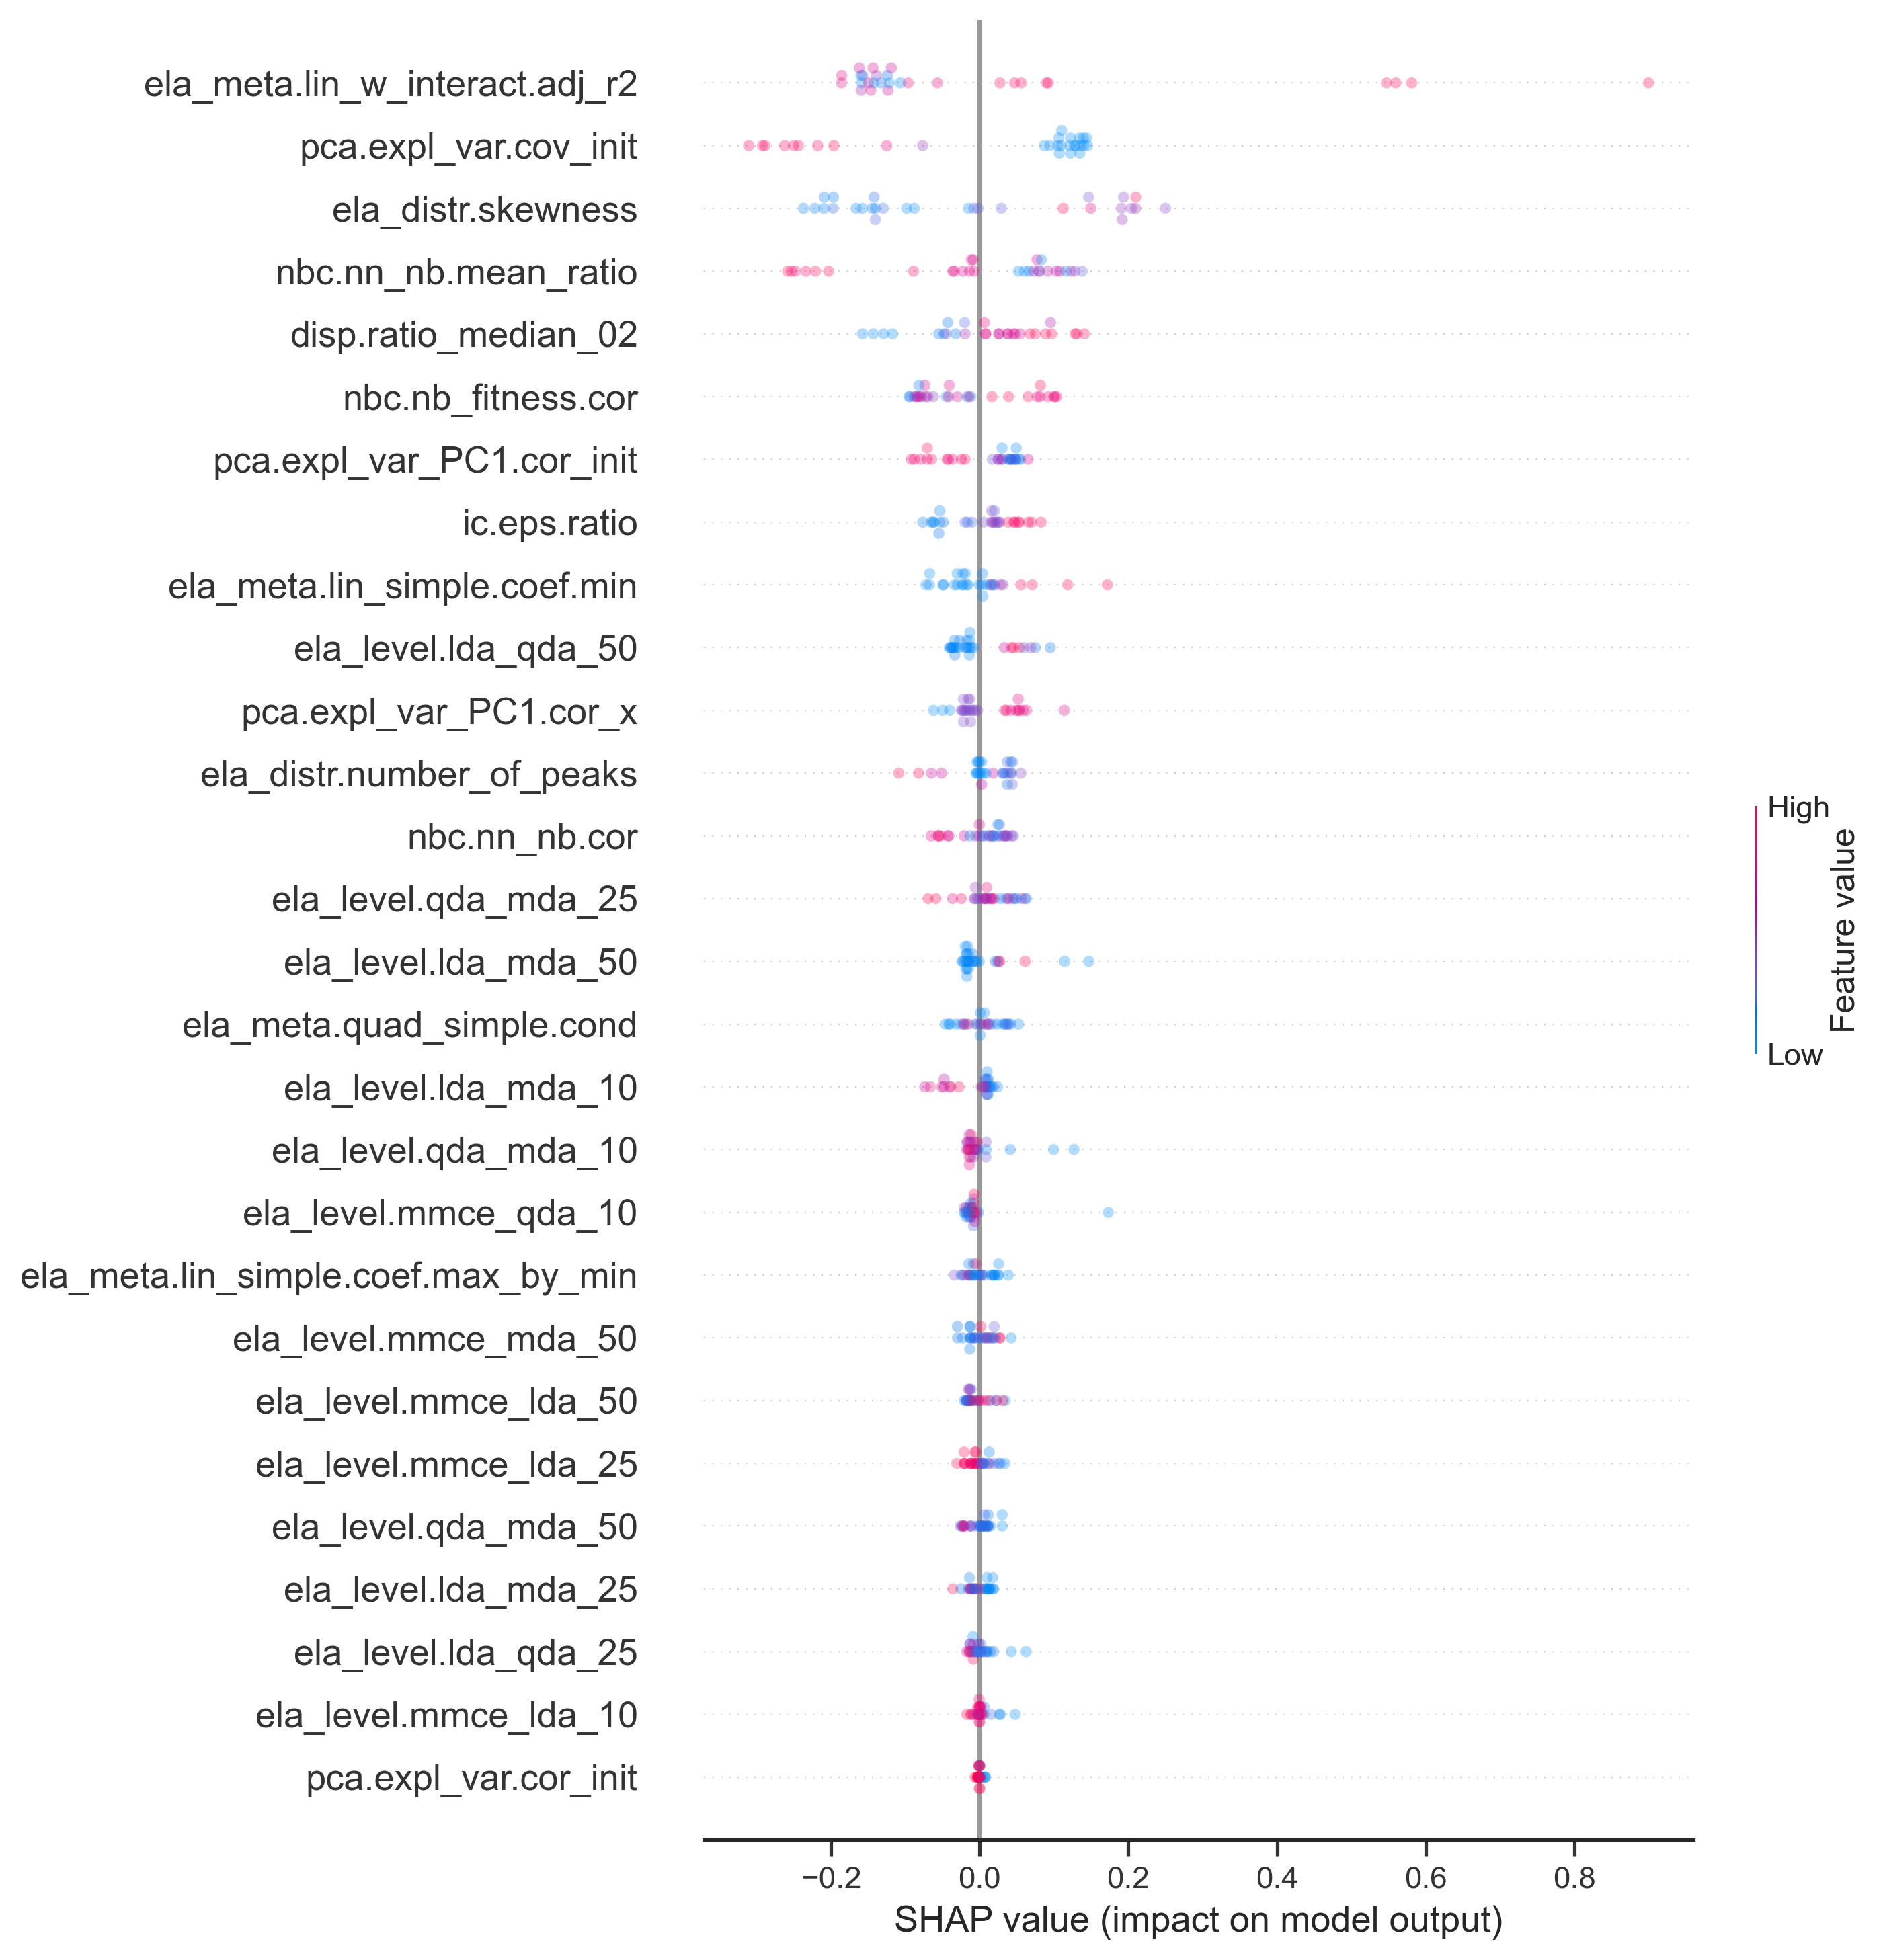 ela_meta.lin_w_interact.adj_r2
pca.expl_var.cov_init
ela_distr.skewness
nbc.nn_nb.mean_ratio
disp.ratio_median_02
nbc.nb_fitness.cor
pca.expl_var_PC1.cor_init
ic.eps.ratio
ela_meta.lin_simple.coef.min
ela_level.lda_qda_50
pca.expl_var_PC1.cor_x
ela_distr.number_of_peaks
nbc.nn_nb.cor
ela_level.qda_mda_25
ela_level.lda_mda_50
ela_meta.quad_simple.cond
ela_level.lda_mda_10
ela_level.qda_mda_10
ela_level.mmce_qda_10
ela_meta.lin_simple.coef.max_by_min
ela_level.mmce_mda_50
ela_level.mmce_lda_50
ela_level.mmce_lda_25
ela_level.qda_mda_50
ela_level.lda_mda_25
ela_level.lda_qda_25
ela_level.mmce_lda_10
pca.expl_var.cor_init
−0.2 0.0 0.2 0.4 0.6 0.8
SHAP value (impact on model output)
High
Feature value
Low